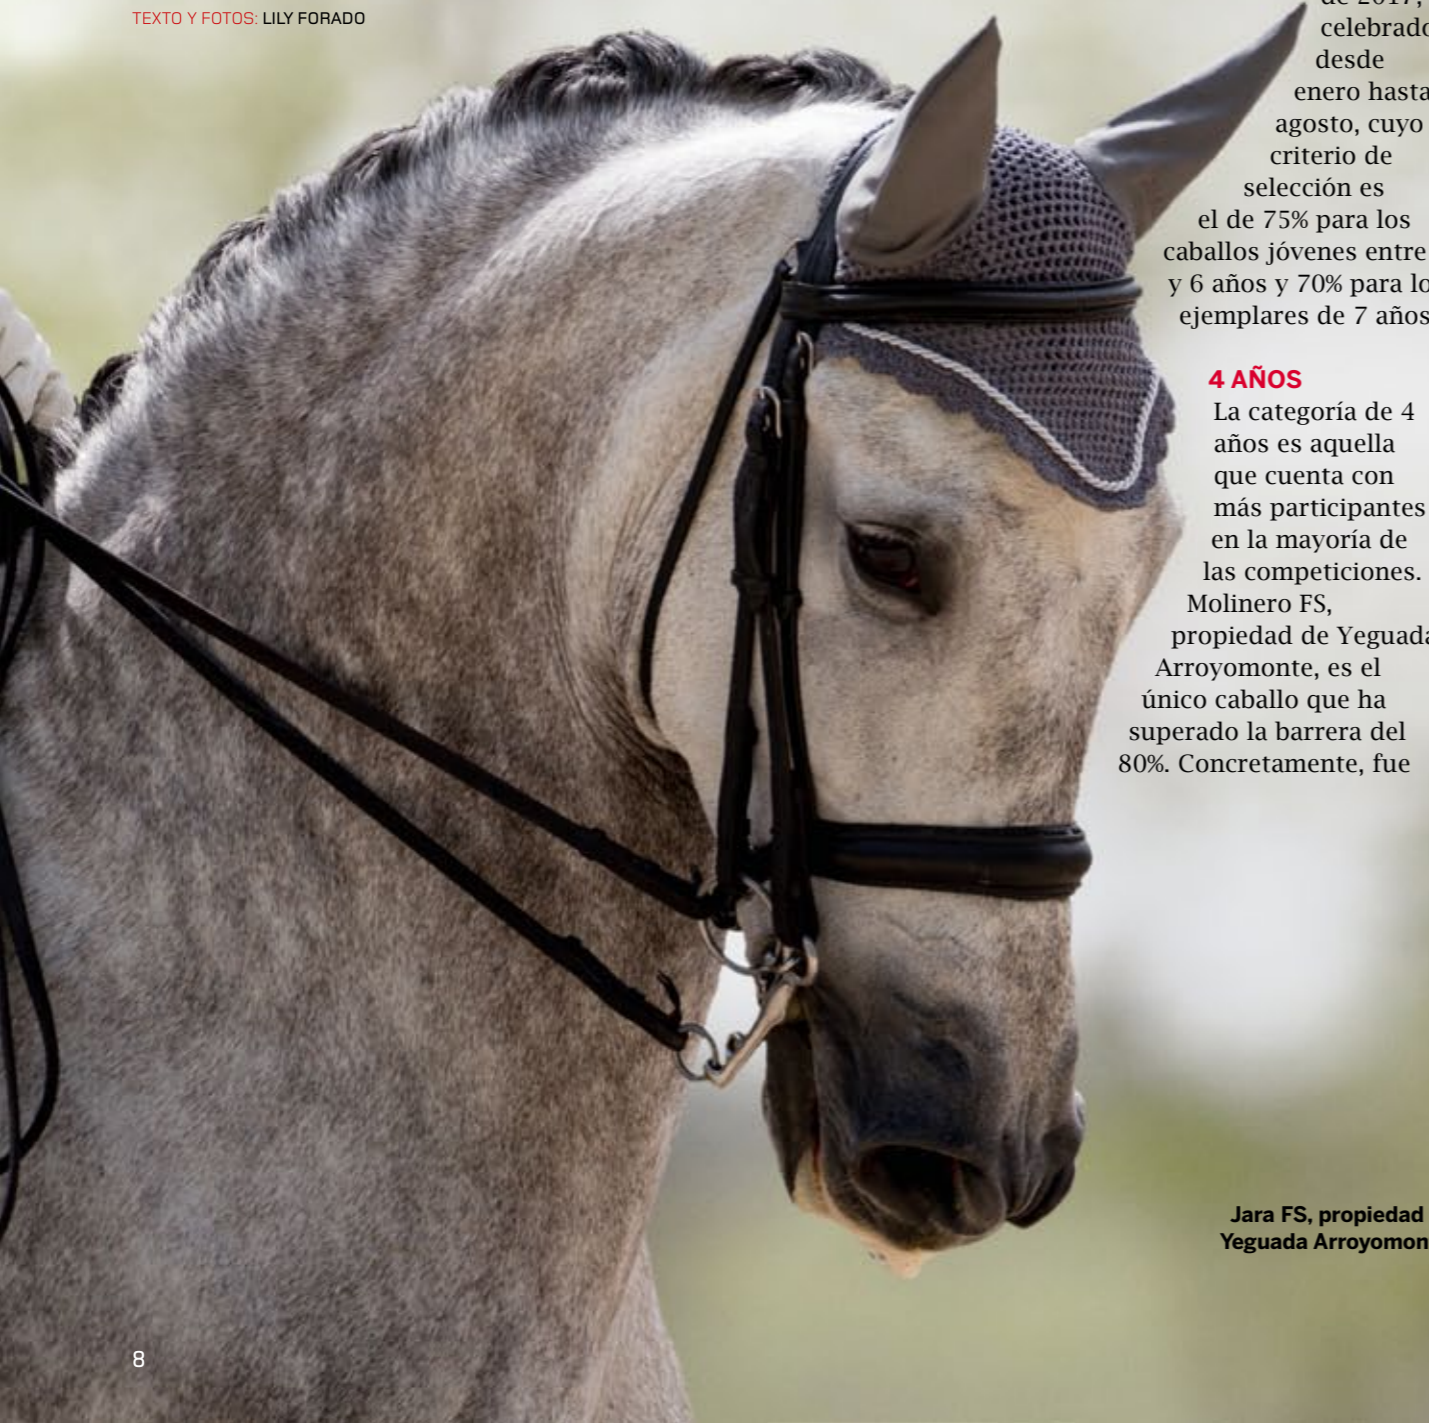 TEXTO Y FOTOS: LILY FORADO
de 2017,
celebrado
desde
enero hasta
agosto, cuyo
criterio de
selección es
el de 75% para los
caballos jóvenes entre
y 6 años y 70% para lo
ejemplares de 7 años
4 AÑOS
La categoría de 4
años es aquella
que cuenta con
más participantes
en la mayoría de
las competiciones.
Molinero FS,
propiedad de Yeguada
Arroyomonte, es el
único caballo que ha
superado la barrera del
80%. Concretamente, fue
Jara FS, propiedad
Yeguada Arroyomon
8